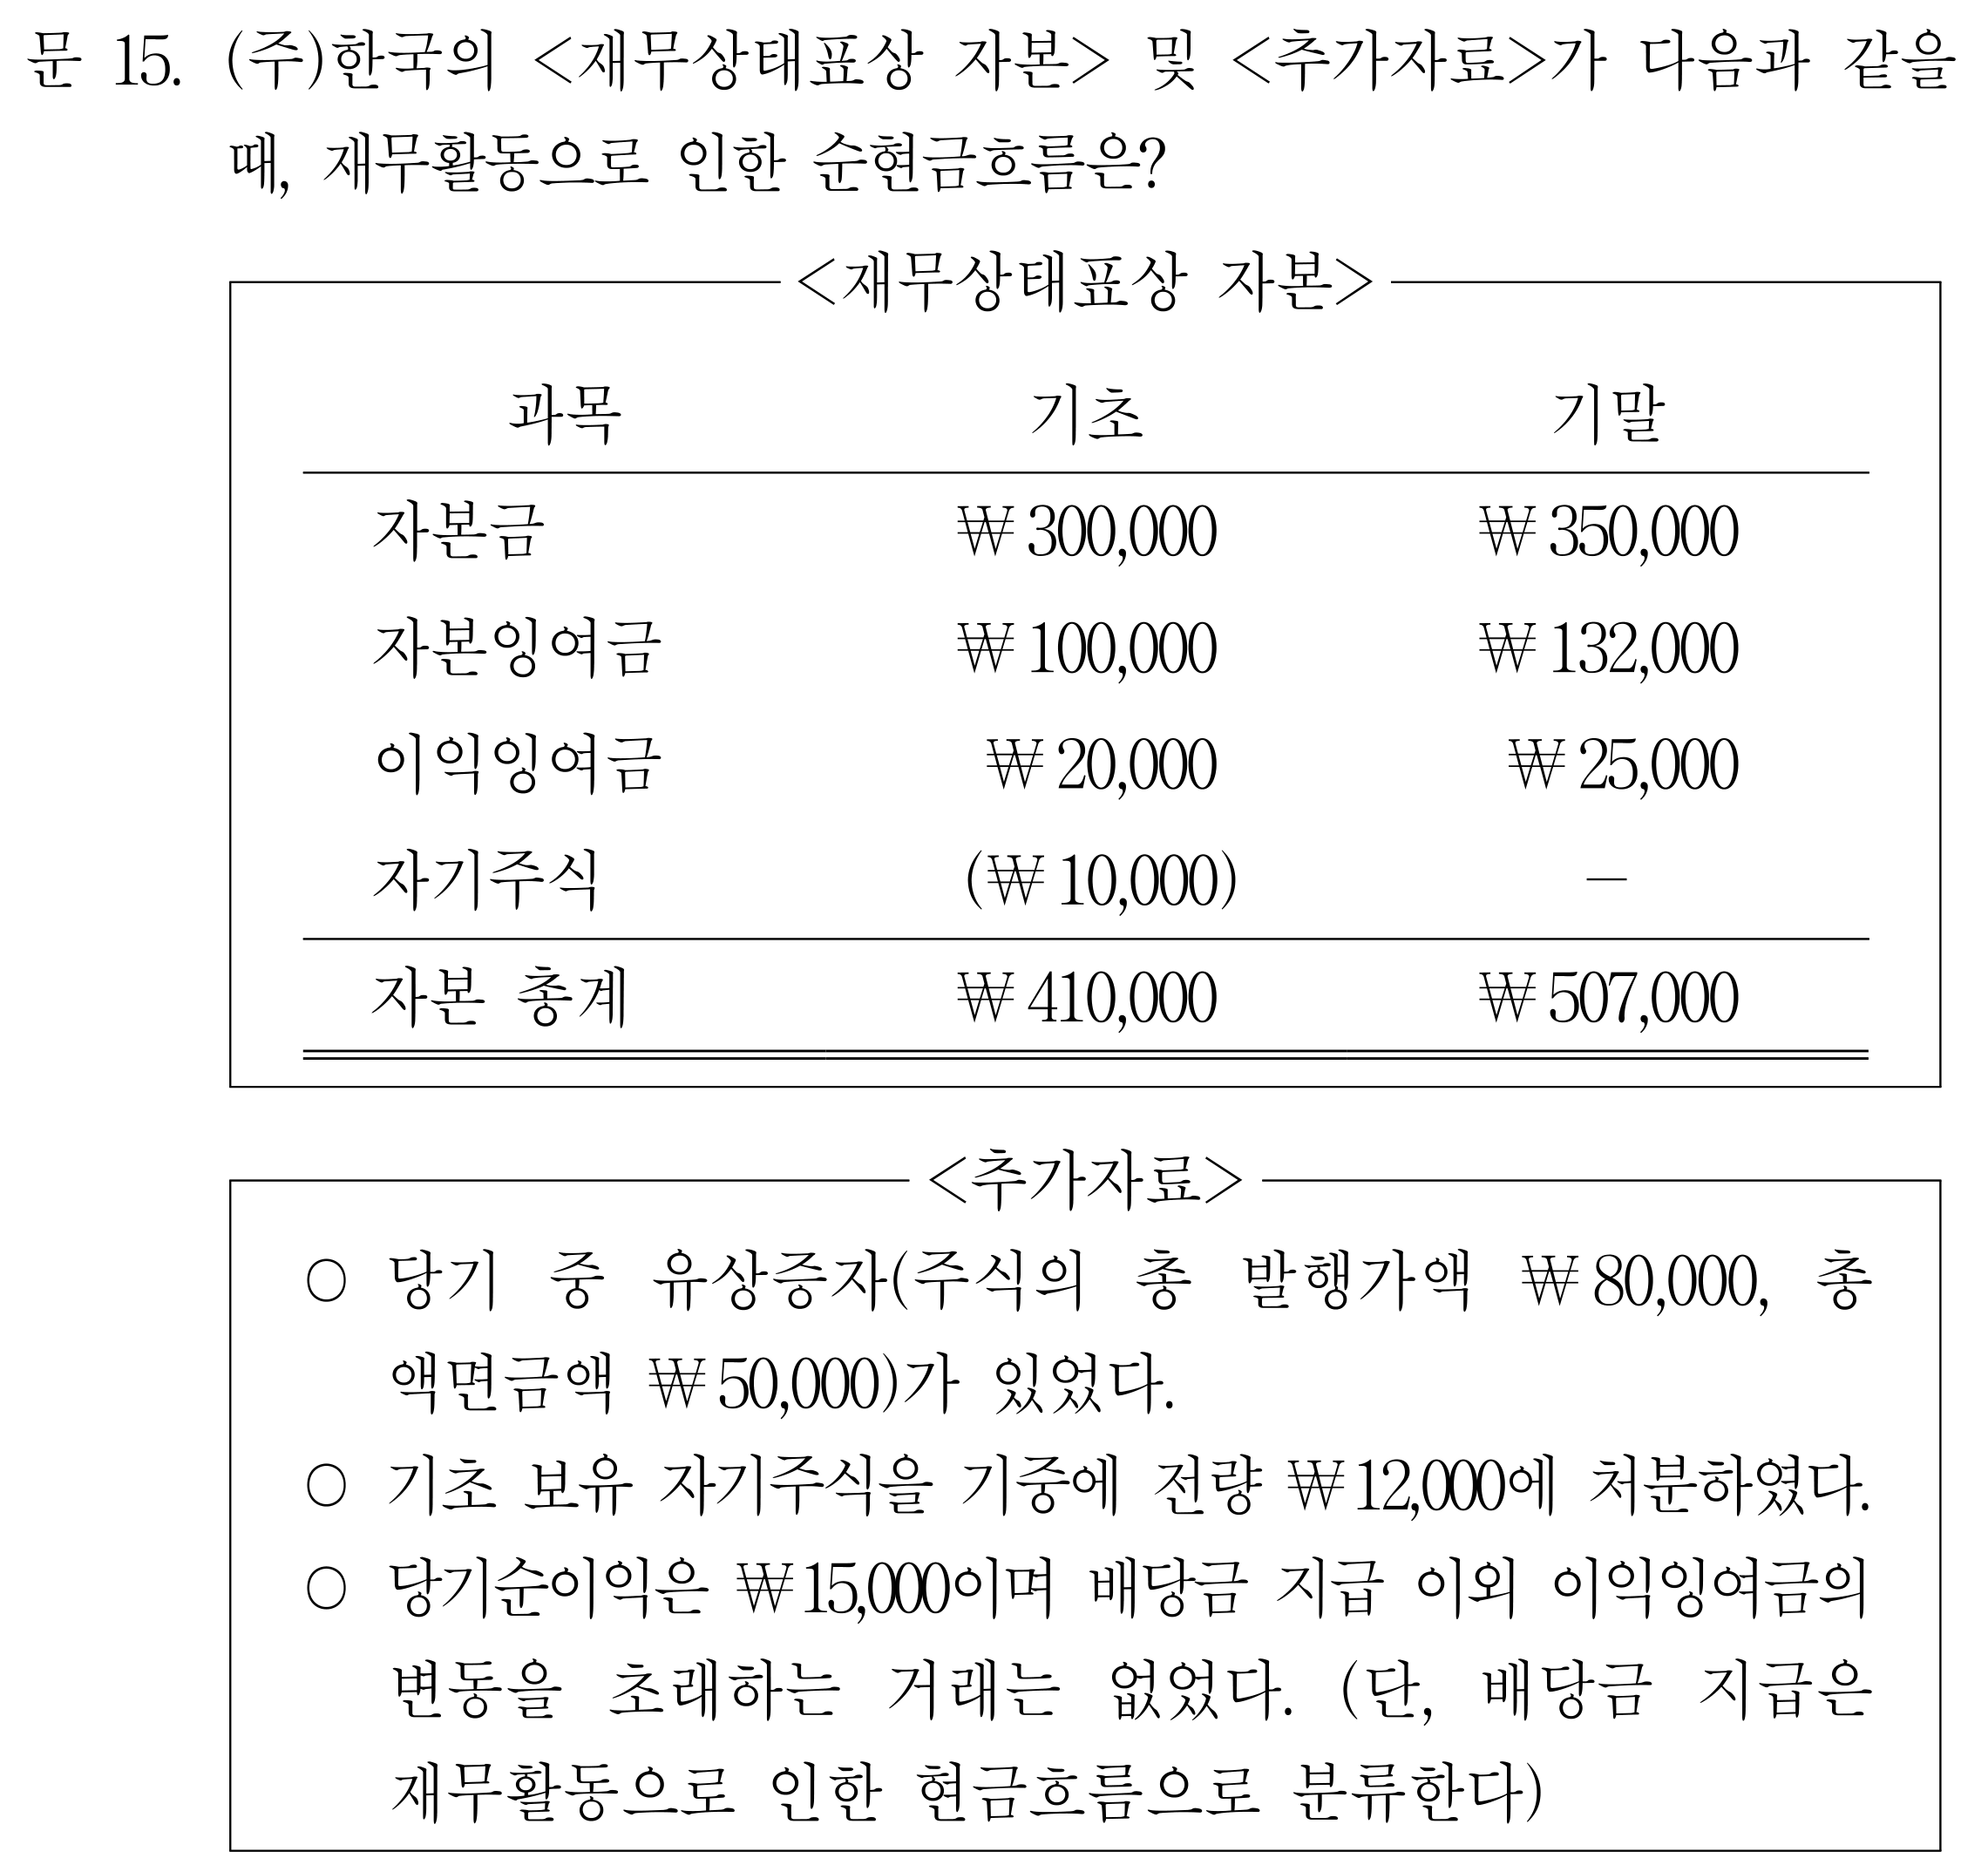 문 15. (주)한국의 <재무상태표상 자본> 및 <추가자료>가 다음과 같을
때, 재무활동으로 인한 순현금흐름은?
<재무상태표상 자본>
과목 기초 기말
자본금 ₩300,000 ₩350,000
자본잉여금 ₩100,000 ₩132,000
이익잉여금 ₩20,000 ₩25,000
자기주식 (₩10,000) –
자본 총계 ₩410,000 ₩507,000
<추가자료>
○ 당기 중 유상증자(주식의 총 발행가액 ₩80,000, 총
액면금액 ₩50,000)가 있었다.
○ 기초 보유 자기주식을 기중에 전량 ₩12,000에 처분하였다.
○ 당기순이익은 ₩15,000이며 배당금 지급 이외 이익잉여금의
변동을 초래하는 거래는 없었다. (단, 배당금 지급은
재무활동으로 인한 현금흐름으로 분류한다)